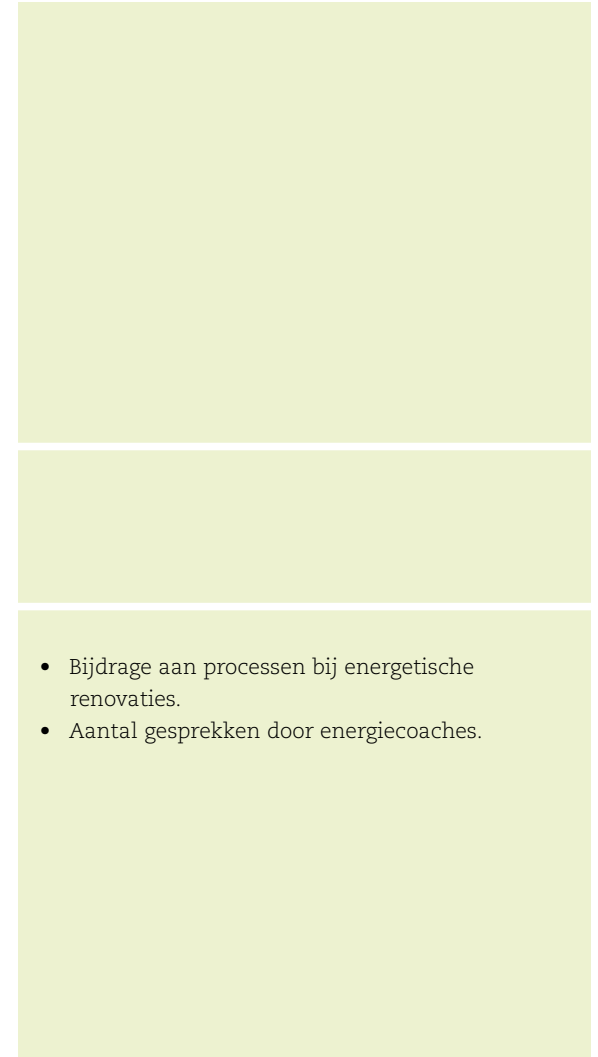 • Bijdrage aan processen bij energetische
renovaties.
• Aantal gesprekken door energiecoaches.